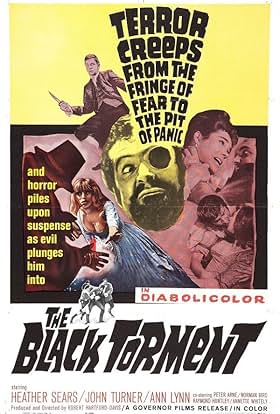 TERROR
CREEPS
FROM THE
FRINGE OF
FEAR TO
THE PIT
OF PANIC
and
horror
piles
upon
suspense
as evil
plunges
him
into
IN DIABOLICOLOR
THE
BLACK TORMENT
starring
HEATHER SEARS/JOHN TURNER/ANN LYNN
co-starring PETER ARNE/NORMAN BIRD
RAYMOND HUNTLEY/ANNETTE WHITELY
Produced and Directed by ROBERT HARTFORD-DAVIS/A GOVERNOR FILMS RELEASE/IN COLOR